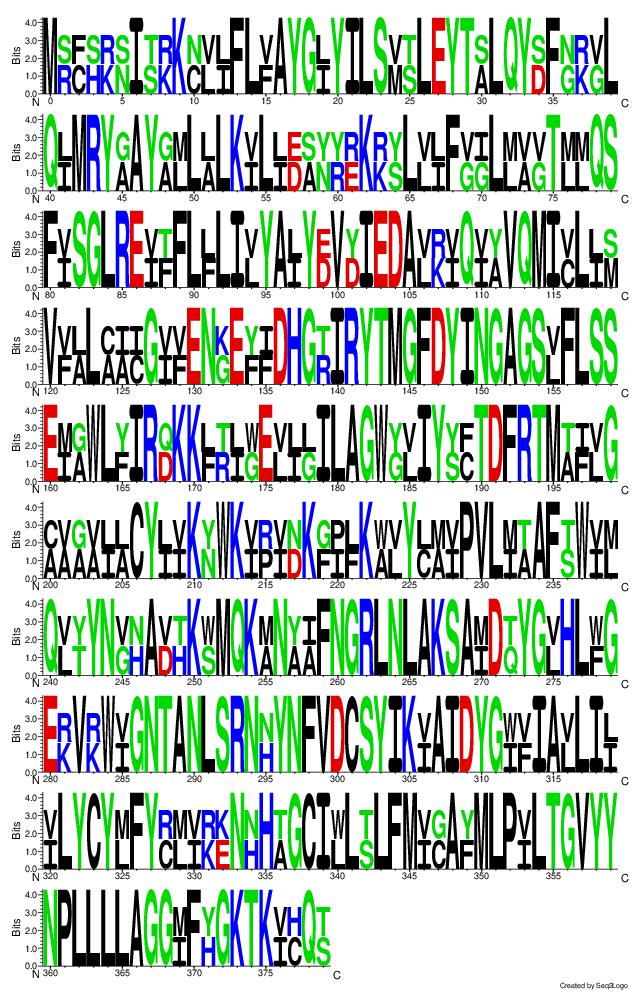 Bits
4.0 3.0 2.0 1.0 0.0
MSFSRSITRKNVLFLVAYGLYILSVTLEYTSLQYSFNRVL
N 0 5 10 15 20 25 30 35 C
Bits
4.0 3.0 2.0 1.0 0.0
QLMRYGAYGMLLLKVLLESYYRKRYLVLFVILMVVTMMQS
N 40 45 50 55 60 65 70 75 C
Bits
4.0 3.0 2.0 1.0 0.0
FVSGLREVTFLFLIVYALYEVYIEDAVRVQVYVQMIVLLS
N 80 85 90 95 100 105 110 115 C
Bits
4.0 3.0 2.0 1.0 0.0
VVLLCIIGVVENKEYIDHGTIRYTMGFDYINGAGSVFLSS
N 120 125 130 135 140 145 150 155 C
Bits
4.0 3.0 2.0 1.0 0.0
EMGWLYIRQKKLTLWEVLLILAGWYVIYFTDFRTMTIVG
N 160 165 170 175 180 185 190 195 C
Bits
4.0 3.0 2.0 1.0 0.0
CVGVLLCYIVKYWKVRVNKGPLKWVYLMVPVLMTAFTWVM
N 200 205 210 215 220 225 230 235 C
Bits
4.0 3.0 2.0 1.0 0.0
QVYYNVNAVTKWMQKMNYIFNGRLNLAKSAMDTYGVHLWG
N 240 245 250 255 260 265 270 275 C
Bits
4.0 3.0 2.0 1.0 0.0
ERVRWVGNTANLSRNNYNFVDCSYIKVAIDYGWVIAVLIL
N 280 285 290 295 300 305 310 315 C
Bits
4.0 3.0 2.0 1.0 0.0
VLYCYMFYRMVRKNNHTGCIWLTLFMVGAYMLPVLTGVYY
N 320 325 330 335 340 345 350 355 C
Bits
4.0 3.0 2.0 1.0 0.0
NPLLLLAGGMFYGKTKVHQT
N 360 365 370 375 C
Created by Seq2Logo